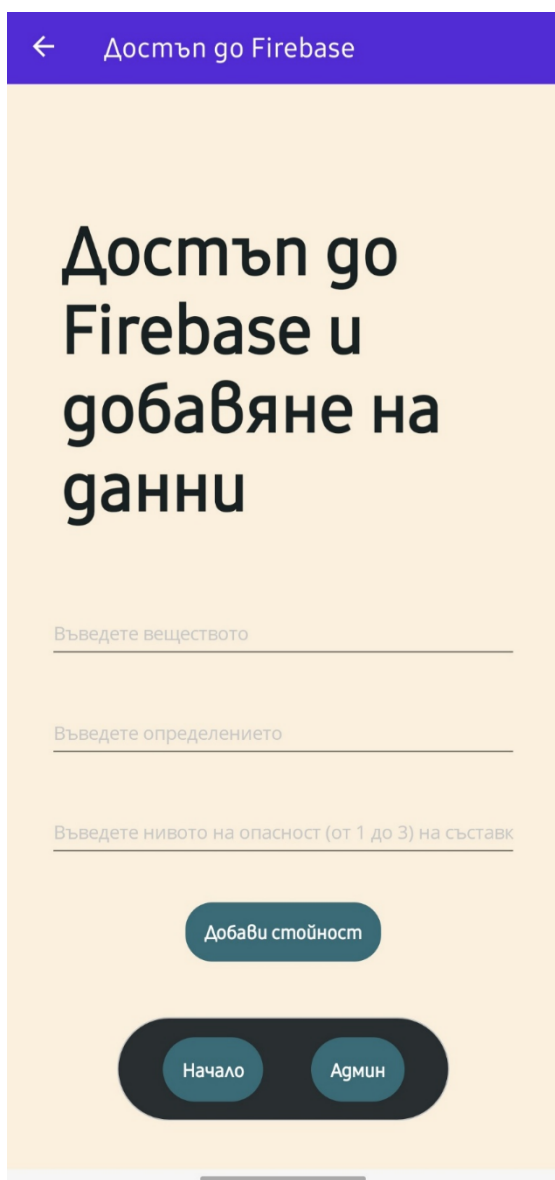 Достъп до Firebase
Достъп до
Firebase и
добавяне на
данни
Въведете веществото
Въведете определението
Въведете нивото на опасност (от 1 до 3) на съставк
Добави стойност
Начало
Админ